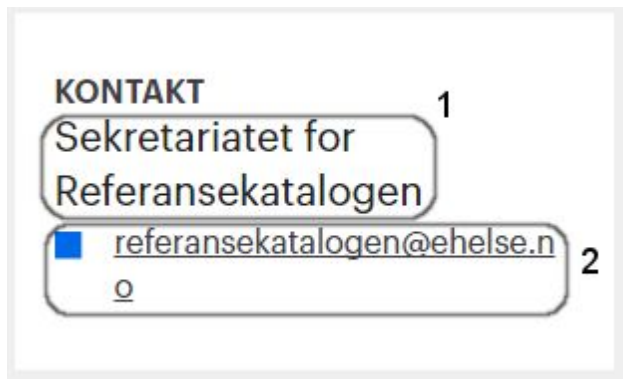 KONTAKT
1
Sekretariatet for
Referansekatalogen
referansekatalogen@ehelse.n
o
2